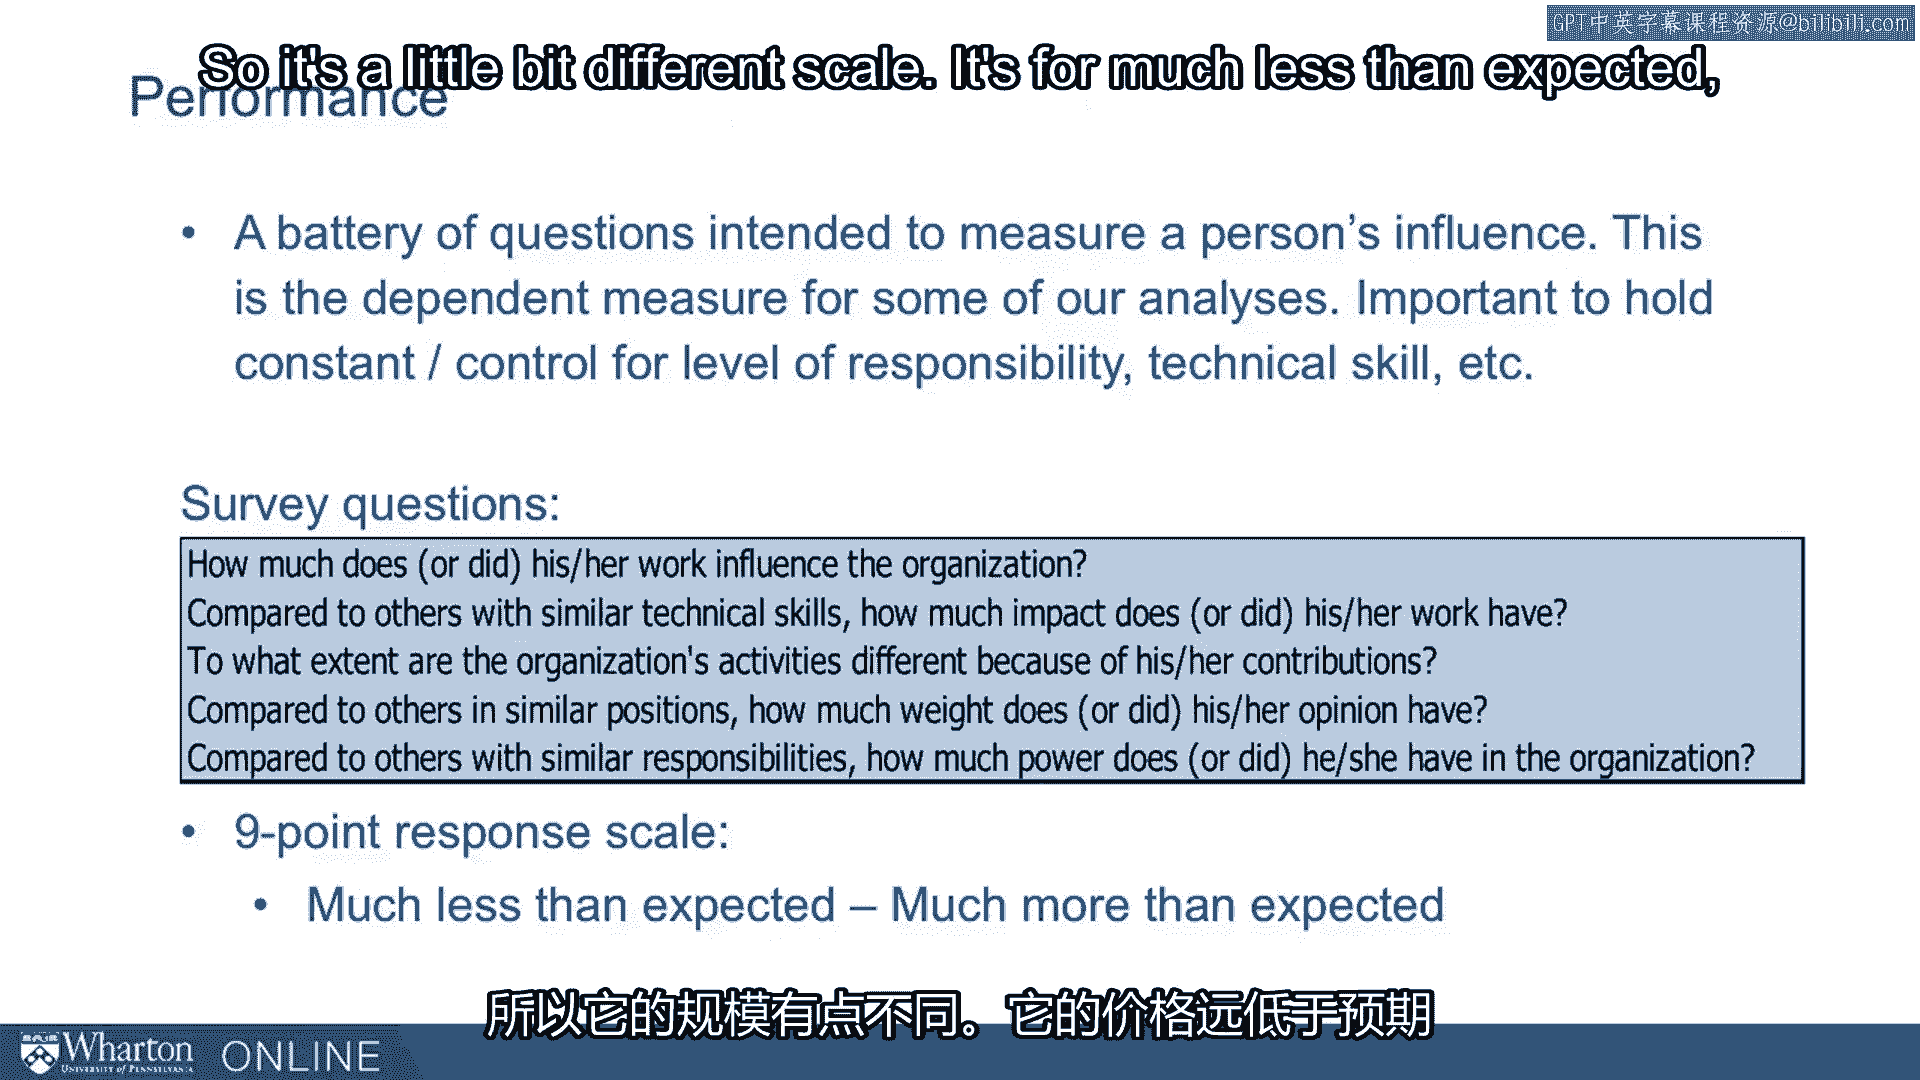 GPT中英字幕课程资源@bilibili.com
So it's a little bit different scale. It's for much less than expected,
Performance
• A battery of questions intended to measure a person’s influence. This
is the dependent measure for some of our analyses. Important to hold
constant / control for level of responsibility, technical skill, etc.
Survey questions:
How much does (or did) his/her work influence the organization?
Compared to others with similar technical skills, how much impact does (or did) his/her work have?
To what extent are the organization's activities different because of his/her contributions?
Compared to others in similar positions, how much weight does (or did) his/her opinion have?
Compared to others with similar responsibilities, how much power does (or did) he/she have in the organization?
• 9-point response scale:
• Much less than expected – Much more than expected
所以它的规模有点不同。它的价格远低于预期
Wharton ONLINE
UNIVERSITY OF PENNSYLVANIA